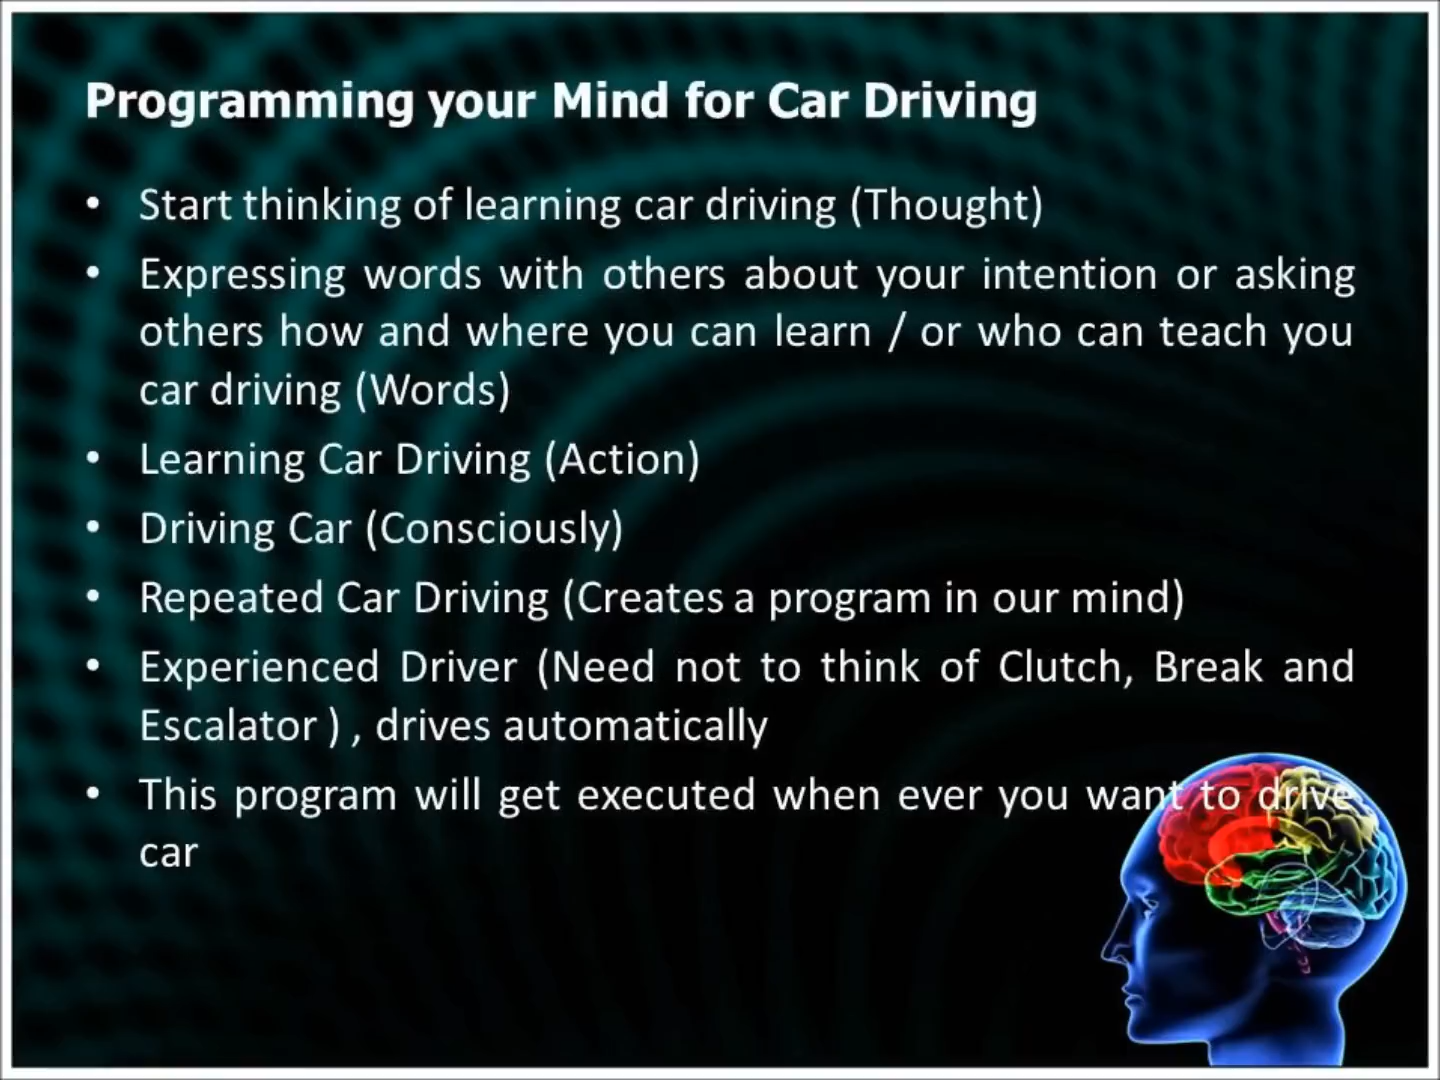 Programming your Mind for Car Driving
• Start thinking of learning car driving (Thought)
• Expressing words with others about your intention or asking
others how and where you can learn / or who can teach you
car driving (Words)
• Learning Car Driving (Action)
• Driving Car (Consciously)
• Repeated Car Driving (Creates a program in our mind)
• Experienced Driver (Need not to think of Clutch, Break and
Escalator ) , drives automatically
• This program will get executed when ever you want to drive
car